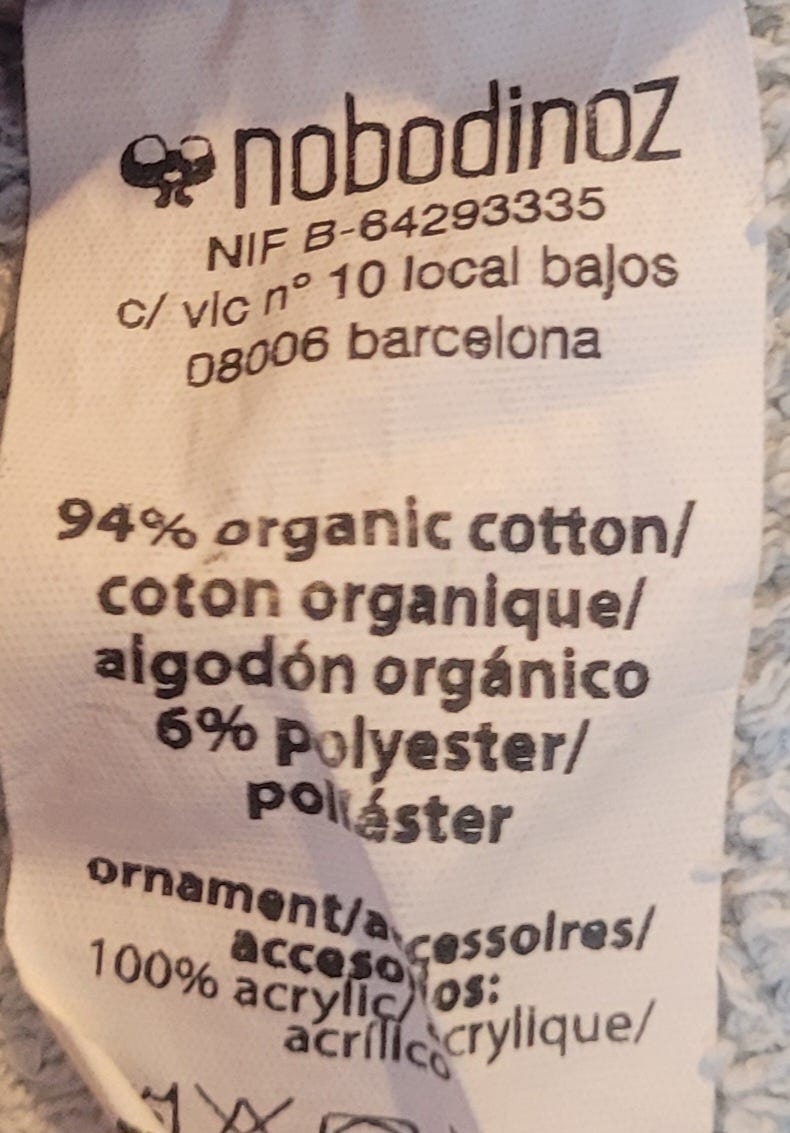 nobodinoz
NIF B-64293335
c/ vic nº 10 local bajos
08006 barcelona
94% organic cotton/
coton organique/
algodón orgánico
6% polyester/
poliáster
ornament/accessoires/
accesorios:
100% acrylic/acrylique/
acrílico